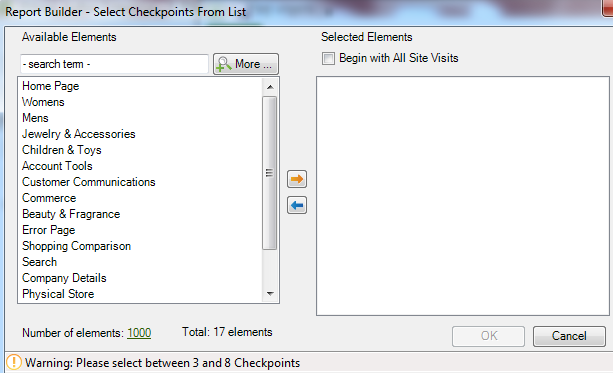 Report Builder - Select Checkpoints From List
Available Elements
- search term -
More ...
Home Page
Womens
Mens
Jewelry & Accessories
Children & Toys
Account Tools
Customer Communications
Commerce
Beauty & Fragrance
Error Page
Shopping Comparison
Search
Company Details
Physical Store
Number of elements: 1000 Total: 17 elements
Selected Elements
Begin with All Site Visits
OK Cancel
Warning: Please select between 3 and 8 Checkpoints